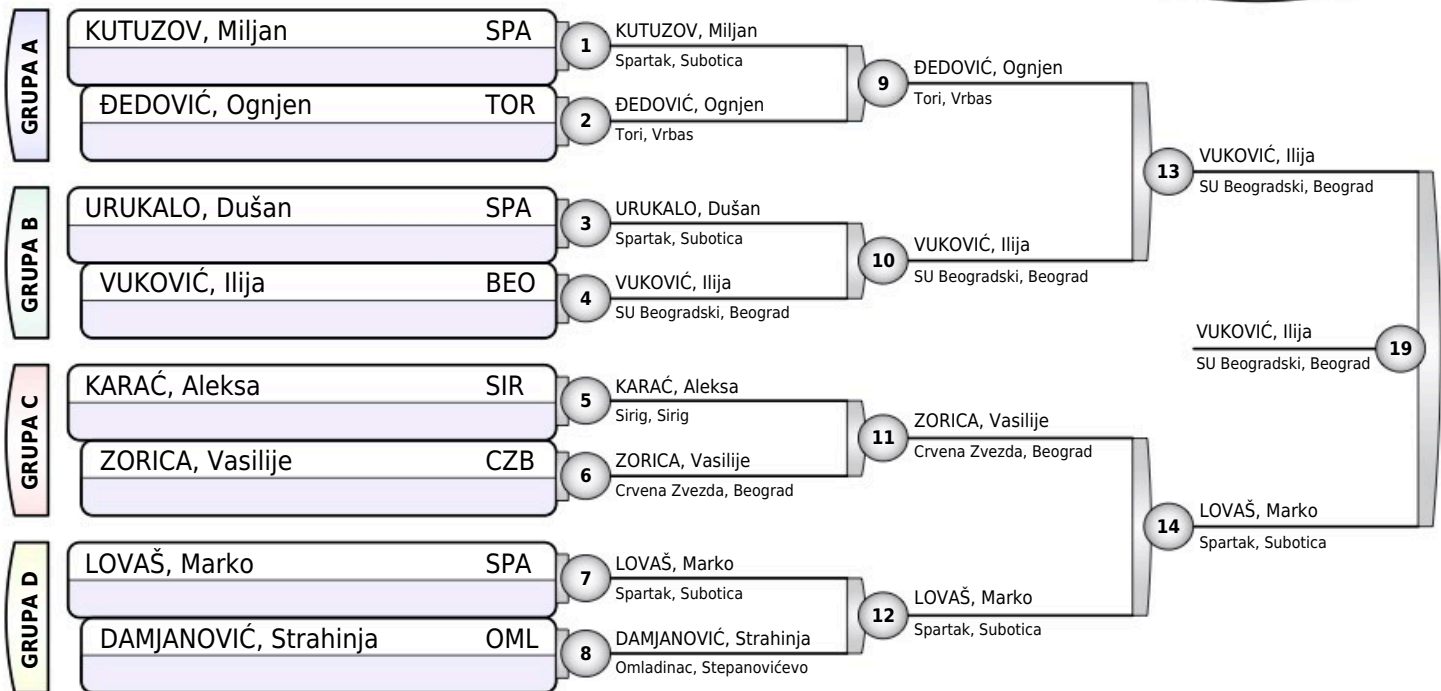 GRUPA A
KUTUZOV, Miljan SPA
ĐEDOVIĆ, Ognjen TOR
GRUPA B
URUKALO, Dušan SPA
VUKOVIĆ, Ilija BEO
GRUPA C
KARAĆ, Aleksa SIR
ZORICA, Vasilije CZB
GRUPA D
LOVAŠ, Marko SPA
DAMJANOVIĆ, Strahinja OML
1 KUTUZOV, Miljan
Spartak, Subotica
2 ĐEDOVIĆ, Ognjen
Tori, Vrbas
3 URUKALO, Dušan
Spartak, Subotica
4 VUKOVIĆ, Ilija
SU Beogradski, Beograd
5 KARAĆ, Aleksa
Sirig, Sirig
6 ZORICA, Vasilije
Crvena Zvezda, Beograd
7 LOVAŠ, Marko
Spartak, Subotica
8 DAMJANOVIĆ, Strahinja
Omladinac, Stepanovićevo
9 ĐEDOVIĆ, Ognjen
Tori, Vrbas
10 VUKOVIĆ, Ilija
SU Beogradski, Beograd
11 ZORICA, Vasilije
Crvena Zvezda, Beograd
12 LOVAŠ, Marko
Spartak, Subotica
13 VUKOVIĆ, Ilija
SU Beogradski, Beograd
14 LOVAŠ, Marko
Spartak, Subotica
VUKOVIĆ, Ilija
SU Beogradski, Beograd
19